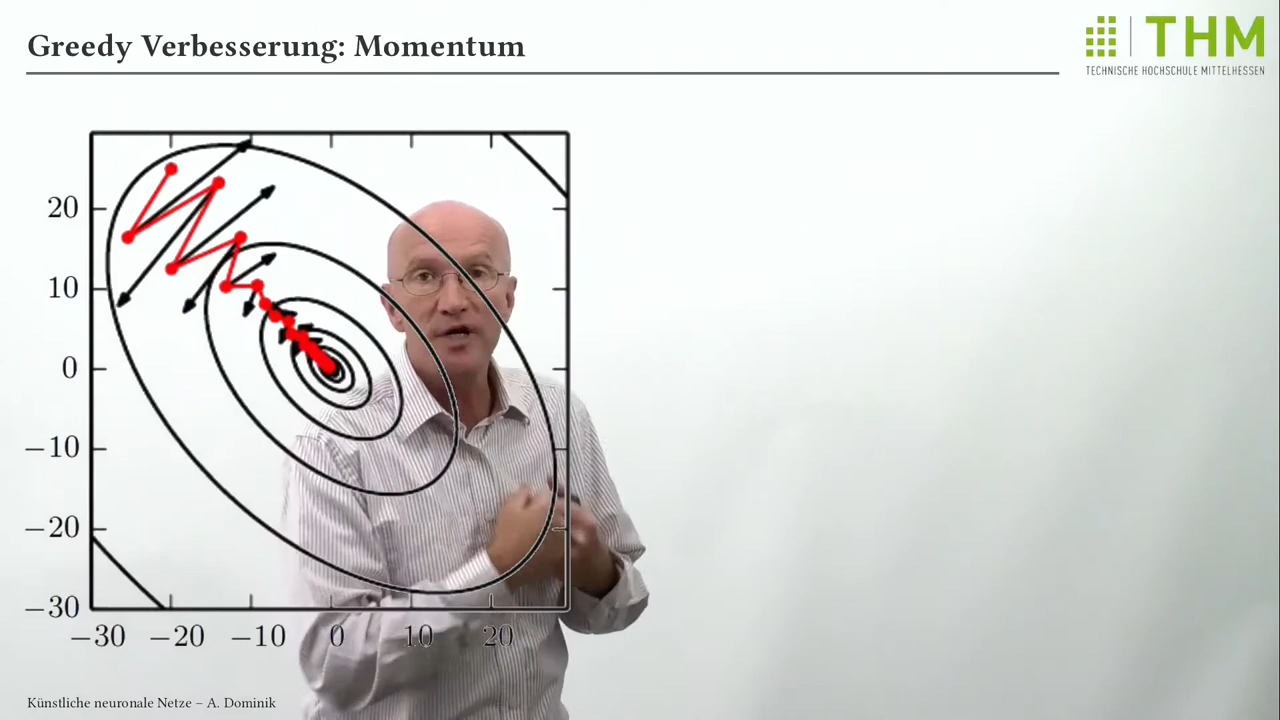 Greedy Verbesserung: Momentum
THM
TECHNISCHE HOCHSCHULE MITTELHESSEN
20
10
0
−10
−20
−30
−30 −20 −10 0 10 20
Künstliche neuronale Netze – A. Dominik